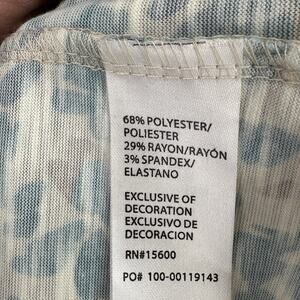 68% POLYESTER/
POLIESTER
29% RAYON/RAYÓN
3% SPANDEX/
ELASTANO
EXCLUSIVE OF
DECORATION
EXCLUSIVO DE
DECORACION
RN#15600
PO# 100-00119143